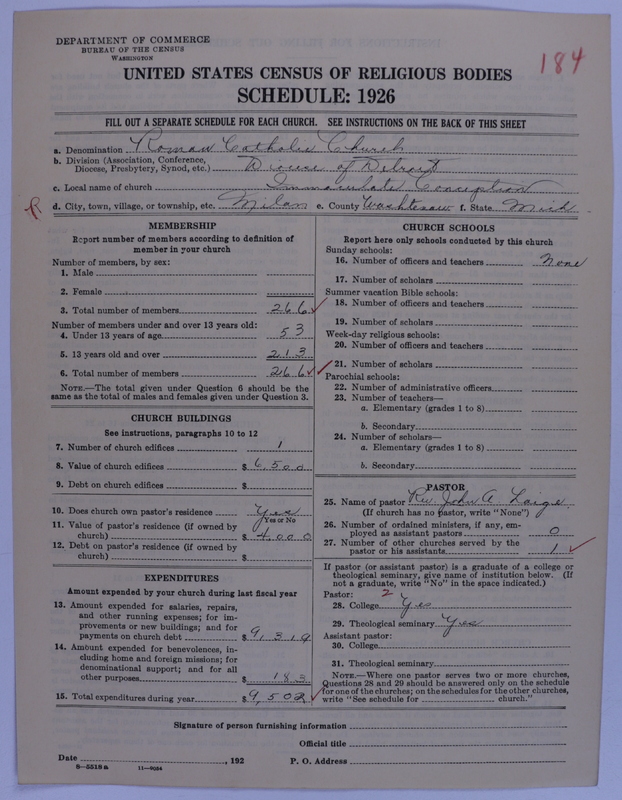 DEPARTMENT OF COMMERCE
BUREAU OF THE CENSUS
WASHINGTON
184
UNITED STATES CENSUS OF RELIGIOUS BODIES
SCHEDULE: 1926
FILL OUT A SEPARATE SCHEDULE FOR EACH CHURCH. SEE INSTRUCTIONS ON THE BACK OF THIS SHEET
a. Denomination Roman Catholic Church
b. Division (Association, Conference, Diocese, Presbytery, Synod, etc.) Diocese of Detroit
c. Local name of church Immaculate Conception
d. City, town, village, or township, etc. Milan e. County Washtenaw f. State Mich
MEMBERSHIP
Report number of members according to definition of
member in your church
Number of members, by sex:
1. Male
2. Female
3. Total number of members 266
Number of members under and over 13 years old:
4. Under 13 years of age 53
5. 13 years old and over 213
6. Total number of members 266
NOTE.—The total given under Question 6 should be the
same as the total of males and females given under Question 3.
CHURCH BUILDINGS
See instructions, paragraphs 10 to 12
7. Number of church edifices 1
8. Value of church edifices $ 6500
9. Debt on church edifices $
10. Does church own pastor's residence Yes
Yes or No
11. Value of pastor's residence (if owned by
church) $ 4000
12. Debt on pastor's residence (if owned by
church) $
EXPENDITURES
Amount expended by your church during last fiscal year
13. Amount expended for salaries, repairs,
and other running expenses; for im-
provements or new buildings; and for
payments on church debt $ 9,319
14. Amount expended for benevolences, in-
cluding home and foreign missions; for
denominational support; and for all
other purposes $ 183
15. Total expenditures during year $ 9,502
CHURCH SCHOOLS
Report here only schools conducted by this church
Sunday schools:
16. Number of officers and teachers None
17. Number of scholars
Summer vacation Bible schools:
18. Number of officers and teachers
19. Number of scholars
Week-day religious schools:
20. Number of officers and teachers
21. Number of scholars
Parochial schools:
22. Number of administrative officers
23. Number of teachers—
a. Elementary (grades 1 to 8)
b. Secondary
24. Number of scholars—
a. Elementary (grades 1 to 8)
b. Secondary
PASTOR
25. Name of pastor Rev. John A.
(If church has no pastor, write "None")
26. Number of ordained ministers, if any, em-
ployed as assistant pastors 0
27. Number of other churches served by the
pastor or his assistants 1
If pastor (or assistant pastor) is a graduate of a college or
theological seminary, give name of institution below. (If
not a graduate, write "No" in the space indicated.)
Pastor: 2
28. College Yes
29. Theological seminary Yes
Assistant pastor:
30. College
31. Theological seminary
NOTE.—Where one pastor serves two or more churches,
Questions 28 and 29 should be answered only on the schedule
for one of the churches; on the schedules for the other churches,
write "See schedule for church."
Signature of person furnishing information
Official title
Date , 192 P. O. Address
8—5518 a 11—9034